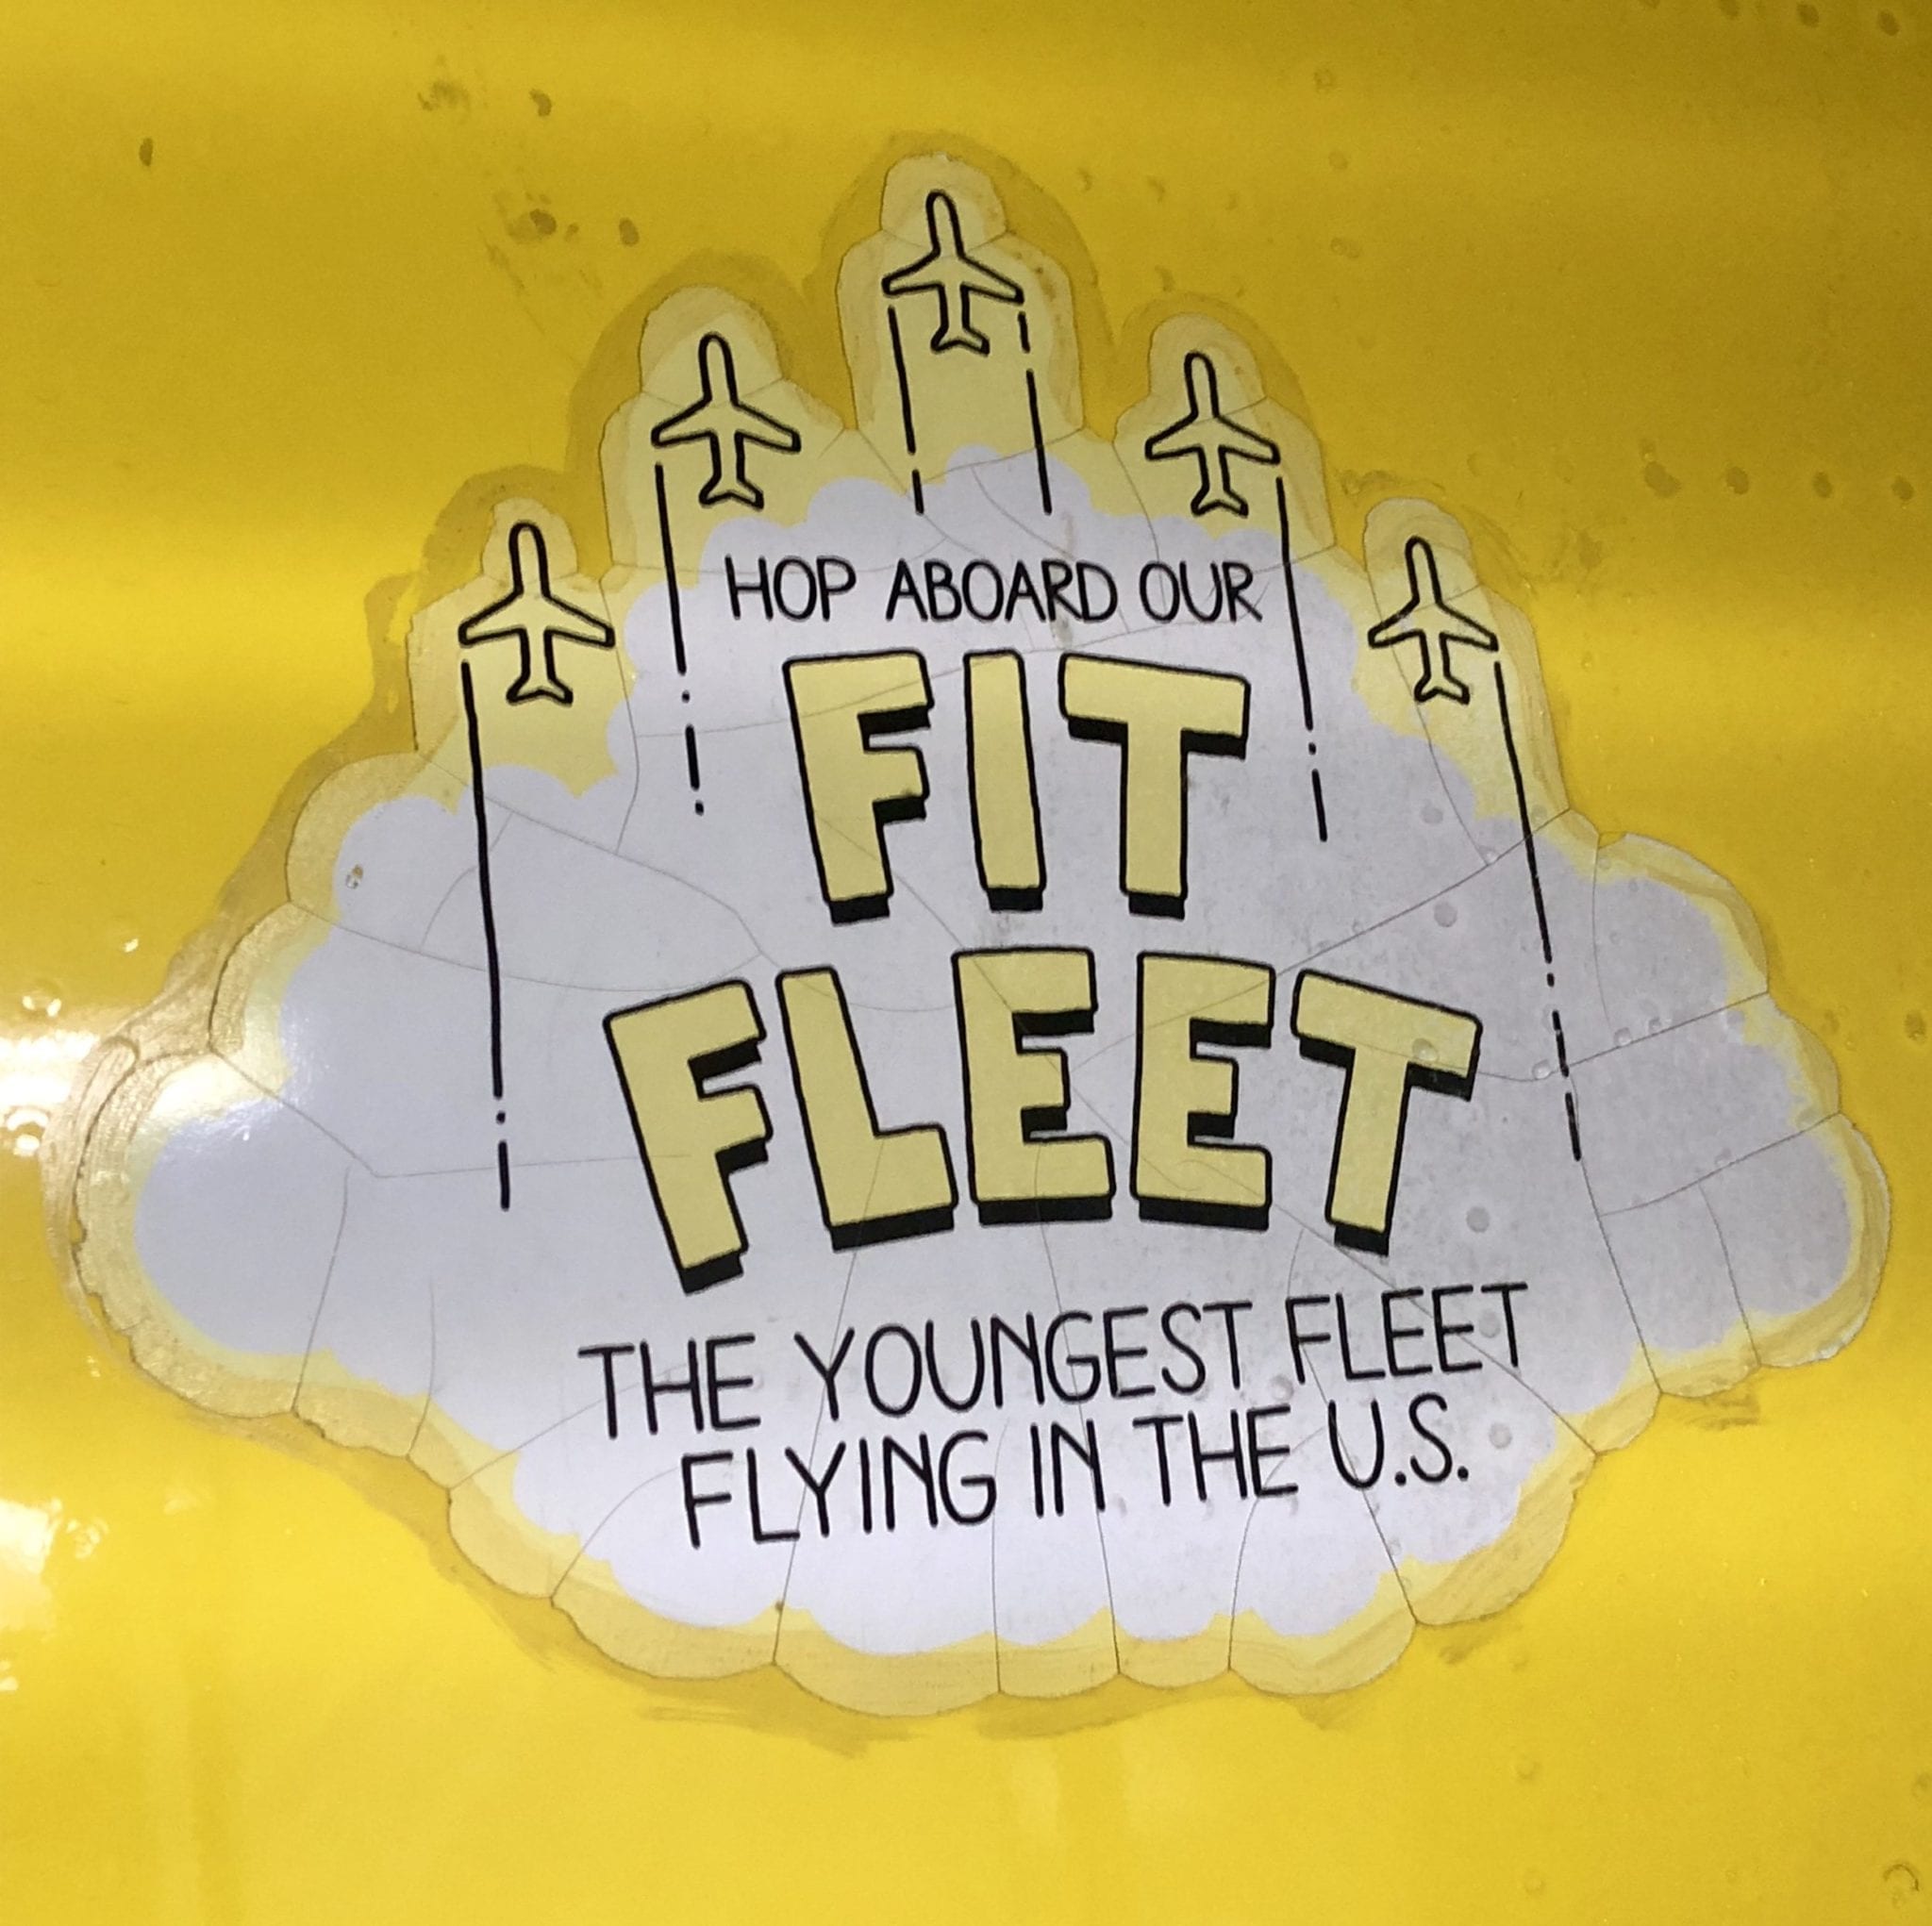 HOP ABOARD OUR
FIT
FLEET
THE YOUNGEST FLEET
FLYING IN THE U.S.